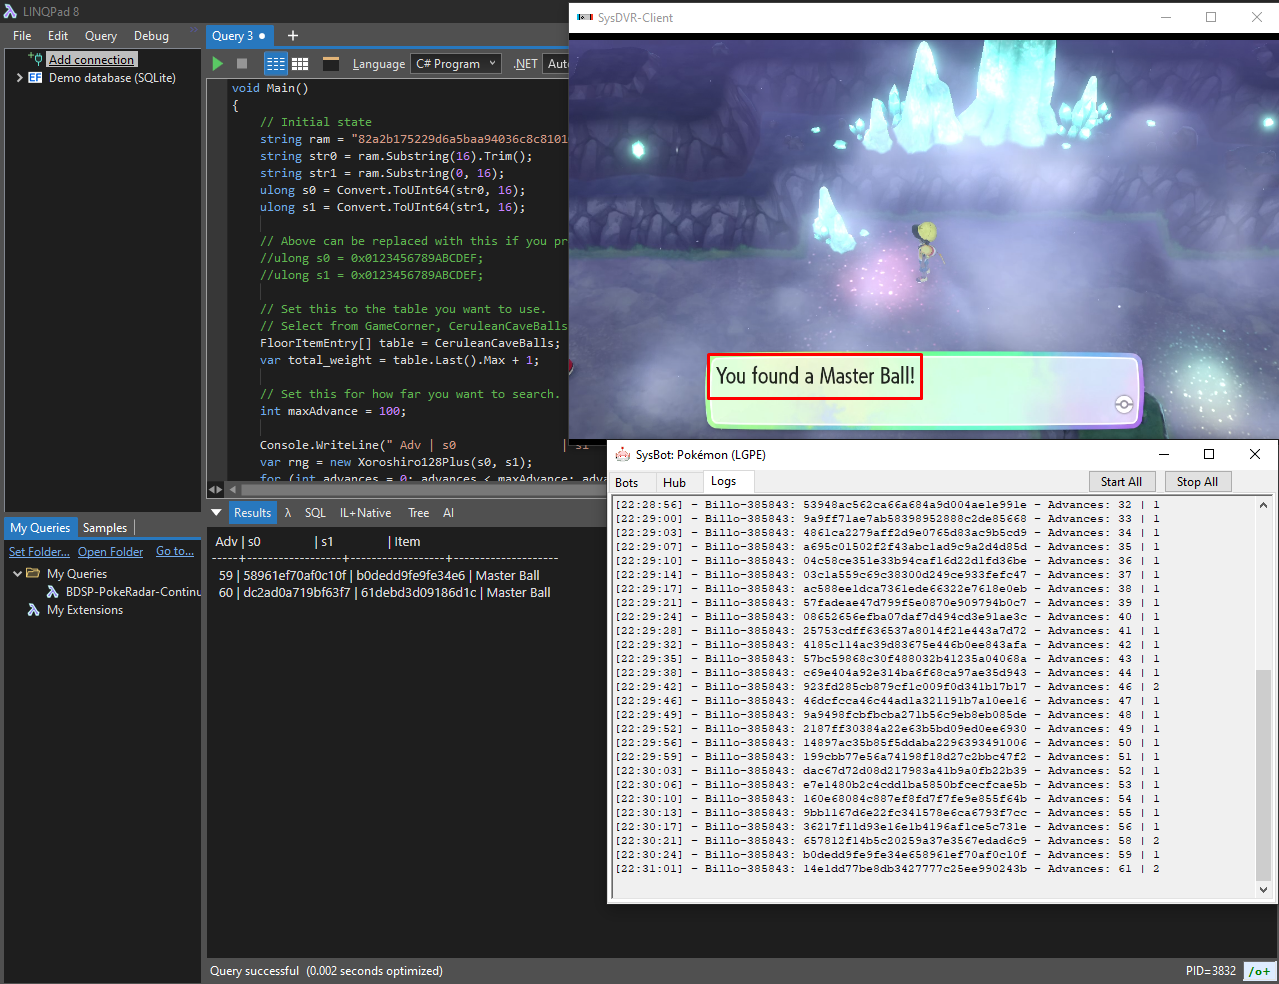 LINQPad 8
File Edit Query Debug
Add connection
Demo database (SQLite)
Query 3
Language C# Program .NET
void Main()
{
// Initial state
string ram = "82a2b175229d6a5baa94036c8c8101
string str0 = ram.Substring(16).Trim();
string str1 = ram.Substring(0, 16);
ulong s0 = Convert.ToUInt64(str0, 16);
ulong s1 = Convert.ToUInt64(str1, 16);
// Above can be replaced with this if you pr
//ulong s0 = 0x0123456789ABCDEF;
//ulong s1 = 0x0123456789ABCDEF;
// Set this to the table you want to use.
// Select from GameCorner, CeruleanCaveBalls
FloorItemEntry[] table = CeruleanCaveBalls;
var total_weight = table.Last().Max + 1;
// Set this for how far you want to search.
int maxAdvance = 100;
Console.WriteLine(" Adv | s0 | s1
var rng = new Xoroshiro128Plus(s0, s1);
for (int advances = 0; advances < maxAdvance; adv
My Queries Samples
Set Folder... Open Folder Go to...
My Queries
BDSP-PokeRadar-Continu
My Extensions
Results λ SQL IL+Native Tree AI
Adv | s0 | s1 | Item
-----+-------------------+-------------------+--------------------
59 | 58961ef70af0c10f | b0dedd9fe9fe34e6 | Master Ball
60 | dc2ad0a719bf63f7 | 61debd3d09186d1c | Master Ball
Query successful (0.002 seconds optimized)
PID=3832 /o+
SysDVR-Client
You found a Master Ball!
SysBot: Pokémon (LGPE)
Bots Hub Logs Start All Stop All
[22:28:56] - Billo-385843: 53948ac562ca66a684a9d004ae1e991e - Advances: 32 | 1
[22:29:00] - Billo-385843: 9a9ff71ae7ab58398952888c2de85668 - Advances: 33 | 1
[22:29:03] - Billo-385843: 4861ca2279aff2d9e0765d83ac9b5cd9 - Advances: 34 | 1
[22:29:07] - Billo-385843: a695c01502f2f43abc1ad9c9a2d4d85d - Advances: 35 | 1
[22:29:10] - Billo-385843: 04c58ce351e33b94caf16d22d1fd36be - Advances: 36 | 1
[22:29:14] - Billo-385843: 03c1a559c69c38300d249ce933fefc47 - Advances: 37 | 1
[22:29:17] - Billo-385843: ac588ee1dca7361ede66322e7618e0eb - Advances: 38 | 1
[22:29:21] - Billo-385843: 57fadeae47d799f5e0870e909794b0c7 - Advances: 39 | 1
[22:29:24] - Billo-385843: 08652656efba07daf7d494cd3e91ae3c - Advances: 40 | 1
[22:29:28] - Billo-385843: 25753cdff636537a8014f21e443a7d72 - Advances: 41 | 1
[22:29:32] - Billo-385843: 4185c114ac39d83675e446b0ee843afa - Advances: 42 | 1
[22:29:35] - Billo-385843: 57bc59868c30f488032b41235a04068a - Advances: 43 | 1
[22:29:38] - Billo-385843: c69e404a92e314ba6f68ca97ae35d943 - Advances: 44 | 1
[22:29:42] - Billo-385843: 923fd285cb879cf1c009f0d341b17b17 - Advances: 46 | 2
[22:29:46] - Billo-385843: 46dcfcca46c44ad1a321191b7a10ee16 - Advances: 47 | 1
[22:29:49] - Billo-385843: 9a9498fcbfbcba271b56c9eb8eb085de - Advances: 48 | 1
[22:29:52] - Billo-385843: 2187ff30384a22e63b5bd09ed0ee6930 - Advances: 49 | 1
[22:29:56] - Billo-385843: 14897ac35b85f5ddaba2296393491006 - Advances: 50 | 1
[22:29:59] - Billo-385843: 199cbb77e56a74198f18d27c2bbc47f2 - Advances: 51 | 1
[22:30:03] - Billo-385843: dac67d72d08d217983a41b9a0fb22b39 - Advances: 52 | 1
[22:30:06] - Billo-385843: e7e1480b2c4cdd1ba5850bfcecfcae5b - Advances: 53 | 1
[22:30:10] - Billo-385843: 160e68084c887ef8fd7f7fe9e855f64b - Advances: 54 | 1
[22:30:13] - Billo-385843: 9bb1167d6e22fc341578e6ca6793f7cc - Advances: 55 | 1
[22:30:17] - Billo-385843: 36217f11d93e16e1b4196af1ce5c731e - Advances: 56 | 1
[22:30:21] - Billo-385843: 657812f14b5c20259a37e3567edad6c9 - Advances: 58 | 2
[22:30:24] - Billo-385843: b0dedd9fe9fe34e658961ef70af0c10f - Advances: 59 | 1
[22:31:01] - Billo-385843: 14e1dd77be8db3427777c25ee990243b - Advances: 61 | 2